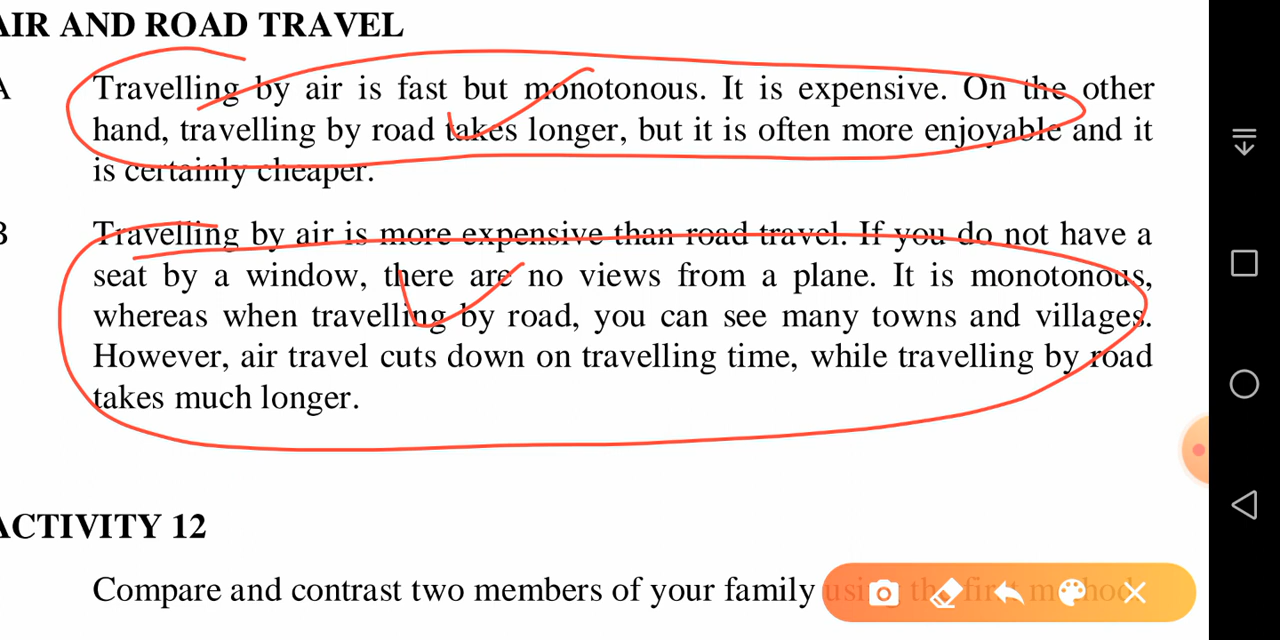 AIR AND ROAD TRAVEL
A Travelling by air is fast but monotonous. It is expensive. On the other
hand, travelling by road takes longer, but it is often more enjoyable and it
is certainly cheaper.
B Travelling by air is more expensive than road travel. If you do not have a
seat by a window, there are no views from a plane. It is monotonous,
whereas when travelling by road, you can see many towns and villages.
However, air travel cuts down on travelling time, while travelling by road
takes much longer.
ACTIVITY 12
Compare and contrast two members of your family using the first method